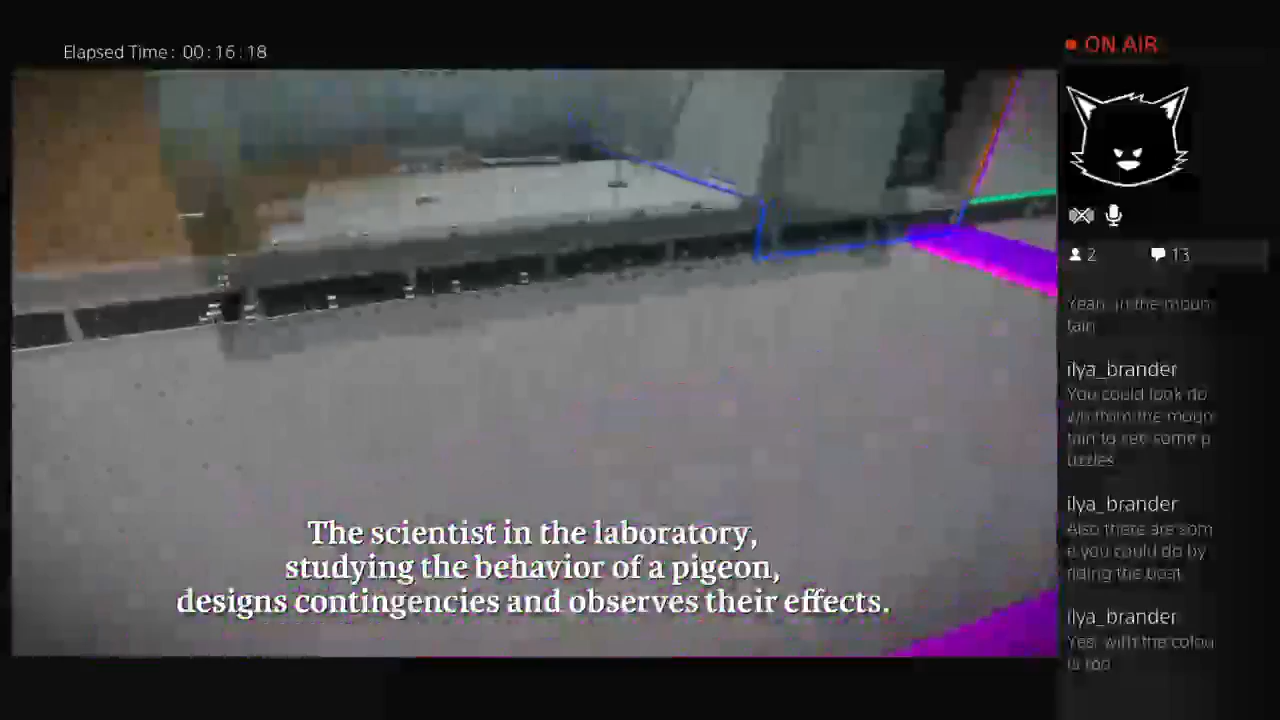 Elapsed Time: 00:16:18
ON AIR
2
13
Yeah, in the moun
tain
ilya_brander
You could look do
wn from the moun
tain to see some p
uzzles
ilya_brander
Also there are som
e you could do by
riding the boat
ilya_brander
Yes, with the colou
rs too
The scientist in the laboratory,
studying the behavior of a pigeon,
designs contingencies and observes their effects.